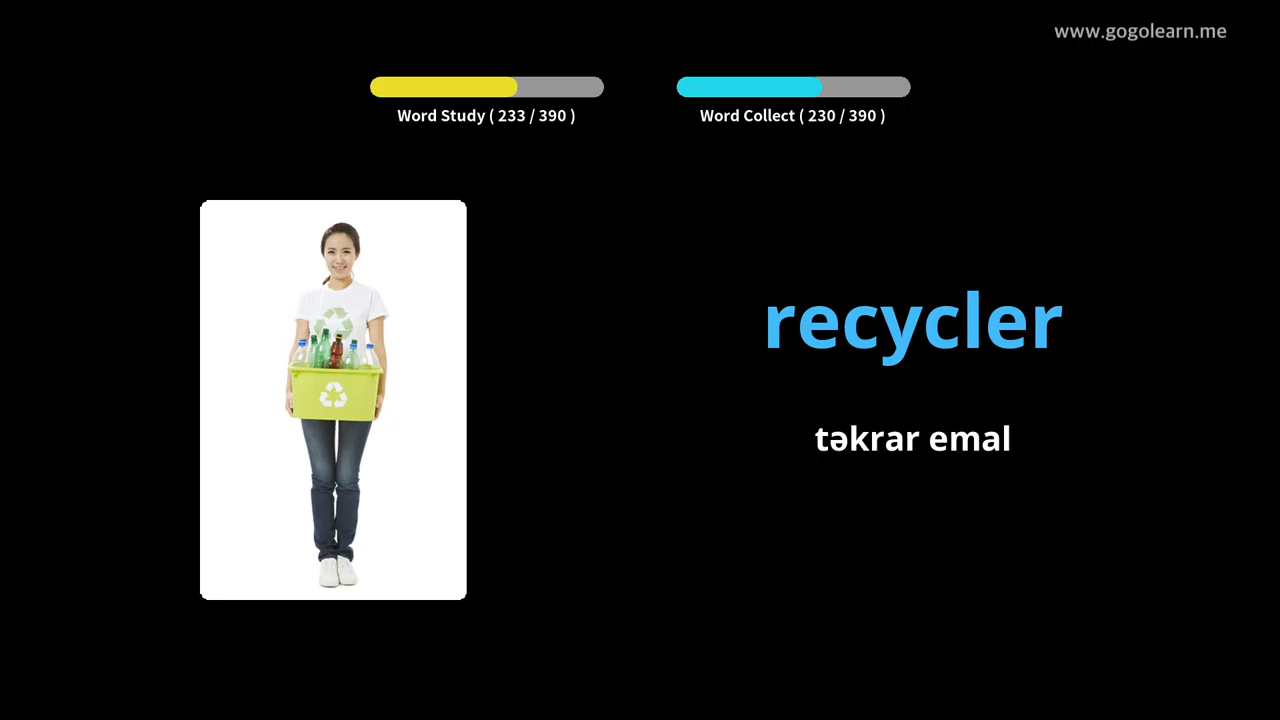 www.gogolearn.me
Word Study ( 233 / 390 )
Word Collect ( 230 / 390 )
recycler
təkrar emal